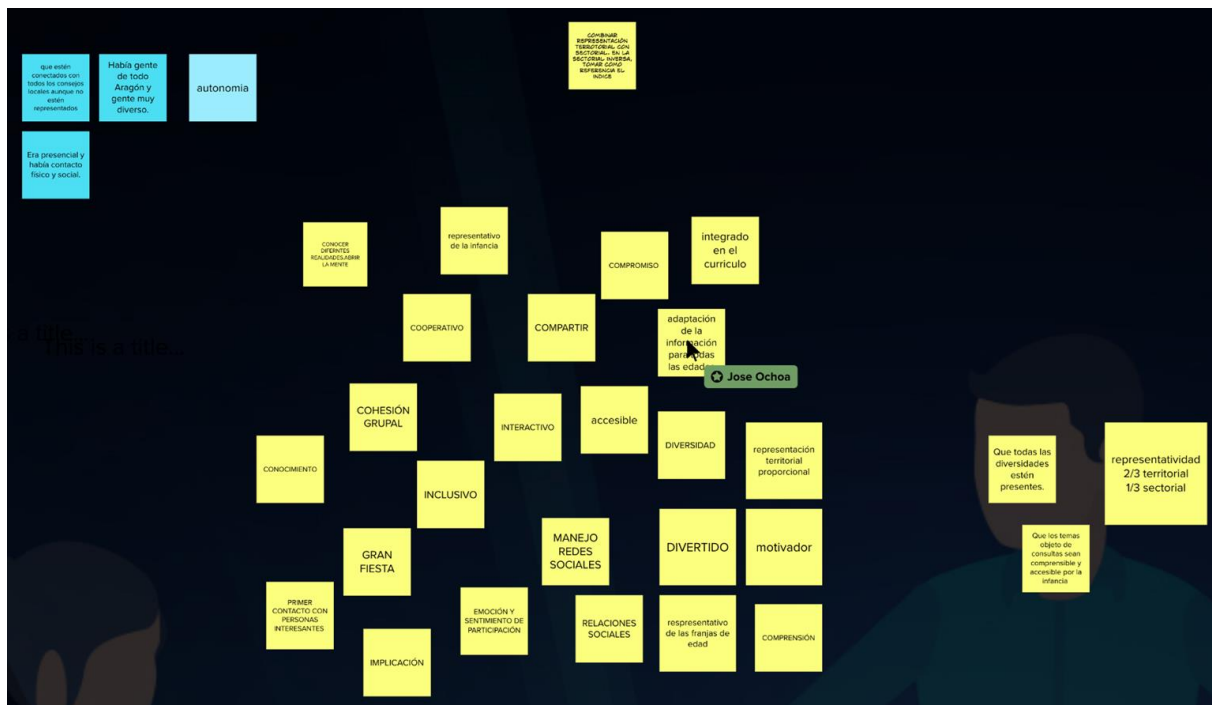 COMBINAR
REPRESENTACIÓN
TERROTORIAL CON
SECTORIAL. EN LA
SECTORIAL INVERSA,
TOMAR COMO
REFERENCIA EL
INDICE
que estén
conectados con
todos los consejos
locales aunque no
estén
representados
Había gente
de todo
Aragón y
gente muy
diverso.
autonomia
Era presencial y
había contacto
físico y social.
CONOCER
DIFERNTES
REALIDADES.ABRIR
LA MENTE
representativo
de la infancia
COMPROMISO
integrado
en el
curriculo
COOPERATIVO
COMPARTIR
adaptación
de la
información
para todas
las edades
Jose Ochoa
a title...
This is a title...
COHESIÓN
GRUPAL
INTERACTIVO
accesible
DIVERSIDAD
representación
territorial
proporcional
CONOCIMIENTO
INCLUSIVO
Que todas las
diversidades
estén
presentes.
representatividad
2/3 territorial
1/3 sectorial
GRAN
FIESTA
MANEJO
REDES
SOCIALES
DIVERTIDO
motivador
Que los temas
objeto de
consultas sean
comprensible y
accesible por la
infancia
PRIMER
CONTACTO CON
PERSONAS
INTERESANTES
EMOCIÓN Y
SENTIMIENTO DE
PARTICIPACIÓN
RELACIONES
SOCIALES
respresentativo
de las franjas de
edad
COMPRENSIÓN
IMPLICACIÓN